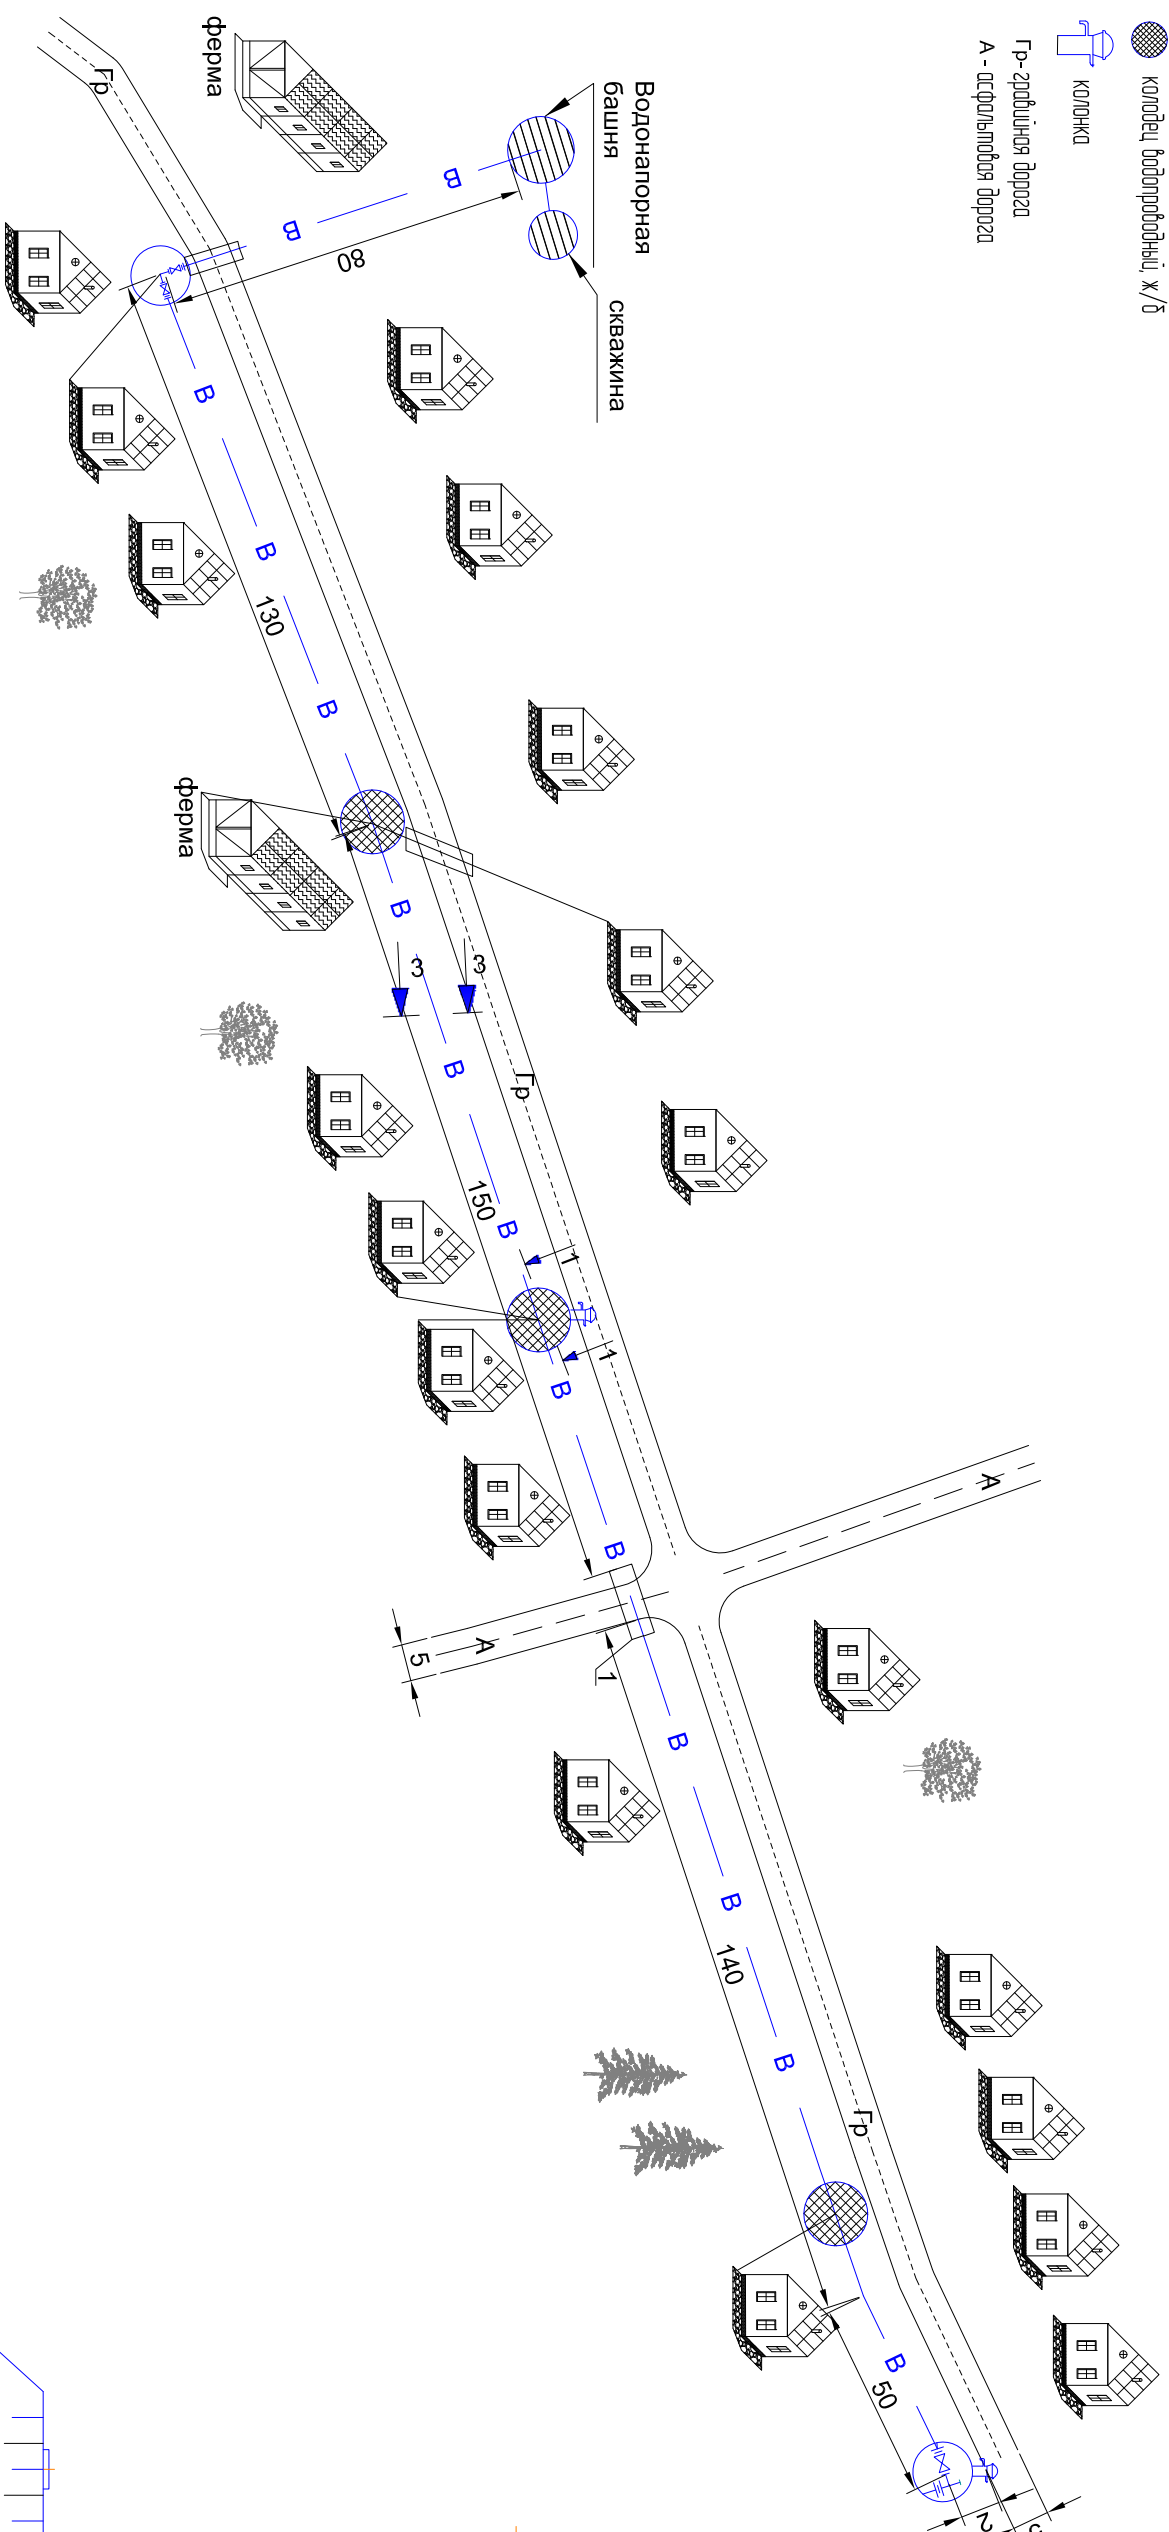 колодец водопроводный, ж/б
колонка
Гр- гравийная дорога
А - асфальтовая дорога
Водонапорная
башня
скважина
ферма
Гр
В
В
80
В
В
130
В
ферма
В
3
3
В
Гр
150
В
1
1
В
В
А
А
5
1
В
В
140
В
Гр
В
50
2